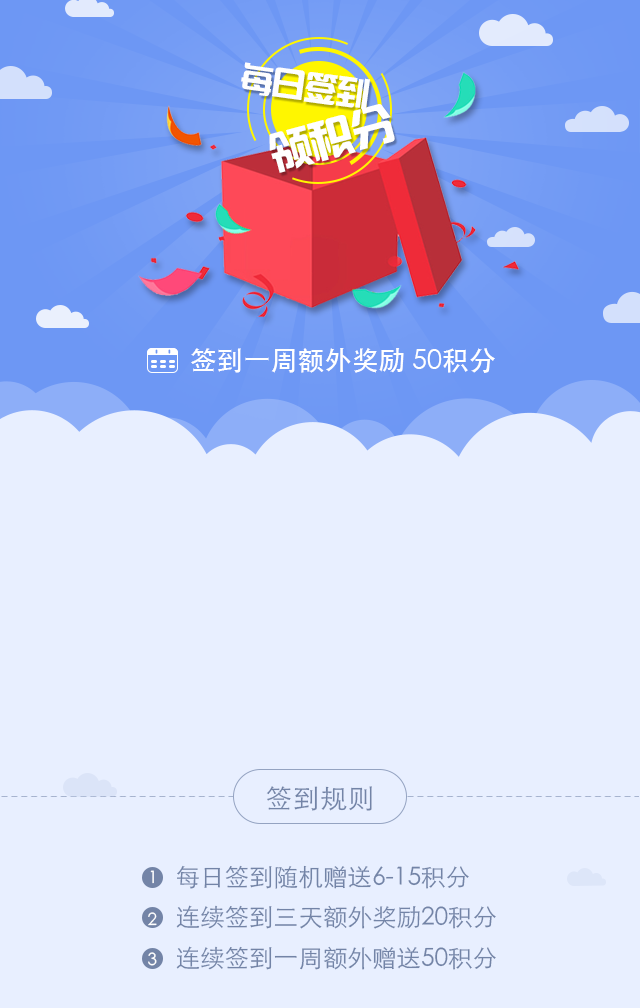 每日签到
领积分
签到一周额外奖励 50积分
签到规则
1 每日签到随机赠送6-15积分
2 连续签到三天额外奖励20积分
3 连续签到一周额外赠送50积分